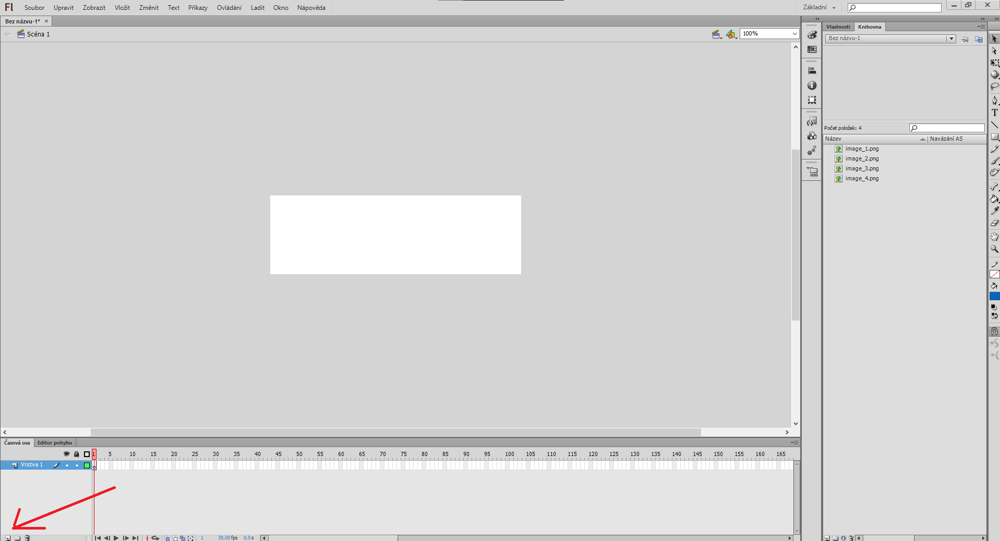 Fl Soubor Upravit Zobrazit Vložit Změnit Text Příkazy Ovládání Ladit Okno Nápověda Základní
Bez názvu-1*
Scéna 1 100%
Vlastnosti Knihovna
Bez názvu-1
Počet položek: 4
Název Navázání AS
image_1.png
image_2.png
image_3.png
image_4.png
T
Časová osa Editor pohybu
1 5 10 15 20 25 30 35 40 45 50 55 60 65 70 75 80 85 90 95 100 105 110 115 120 125 130 135 140 145 150 155 160 165
Vrstva 1
1 30,00 fps 0,0 s